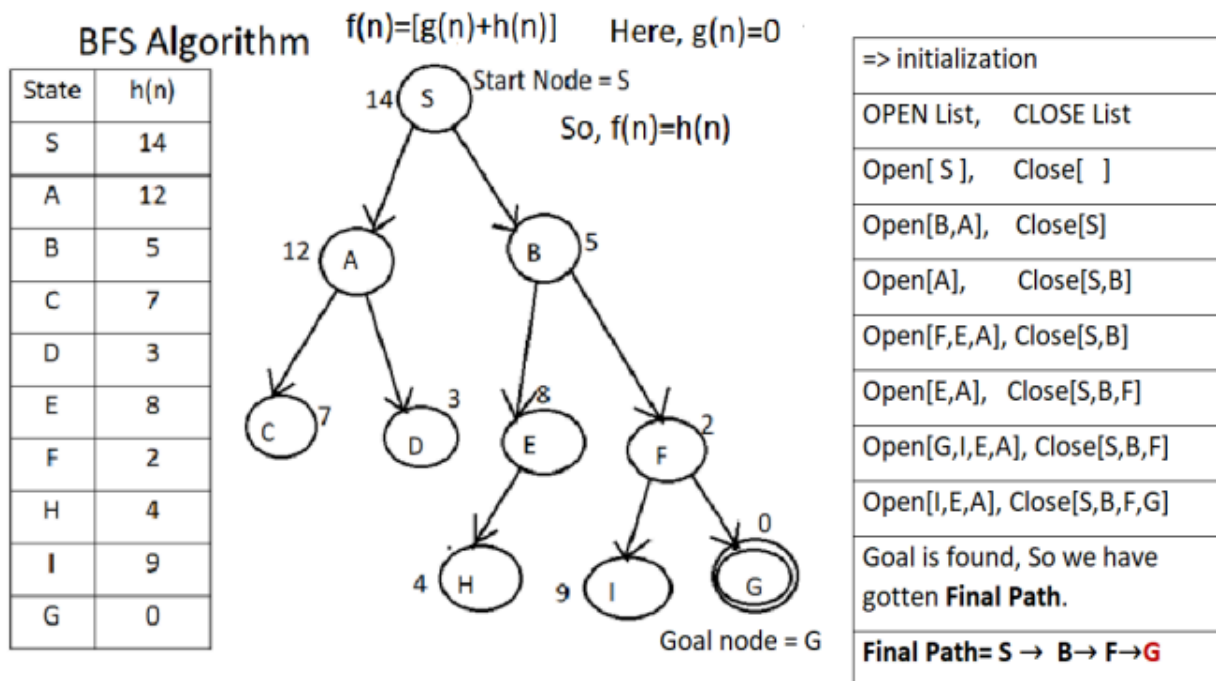 BFS Algorithm
f(n)=[g(n)+h(n)]
Here, g(n)=0
Start Node = S
So, f(n)=h(n)
State h(n)
S 14
A 12
B 5
C 7
D 3
E 8
F 2
H 4
I 9
G 0
14 S
12 A
B 5
C 7
D 3
E 8
F 2
4 H
9 I
G 0
Goal node = G
=> initialization
OPEN List, CLOSE List
Open[ S ], Close[ ]
Open[B,A], Close[S]
Open[A], Close[S,B]
Open[F,E,A], Close[S,B]
Open[E,A], Close[S,B,F]
Open[G,I,E,A], Close[S,B,F]
Open[I,E,A], Close[S,B,F,G]
Goal is found, So we have
gotten Final Path.
Final Path= S → B→ F→G